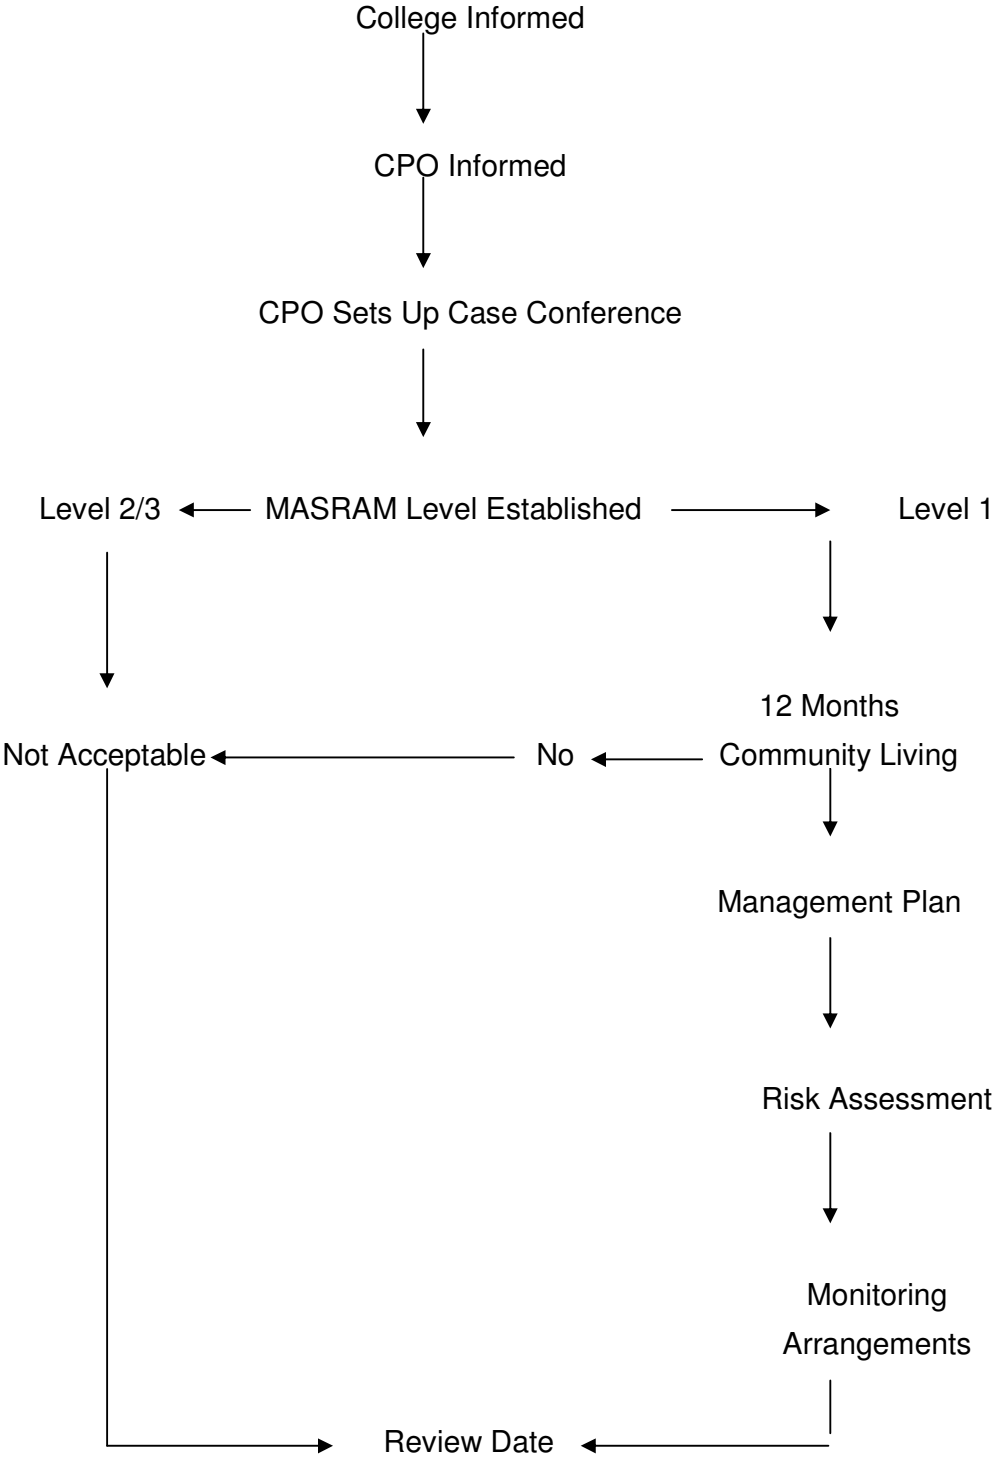 College Informed
CPO Informed
CPO Sets Up Case Conference
Level 2/3 MASRAM Level Established Level 1
12 Months
Not Acceptable No Community Living
Management Plan
Risk Assessment
Monitoring
Arrangements
Review Date